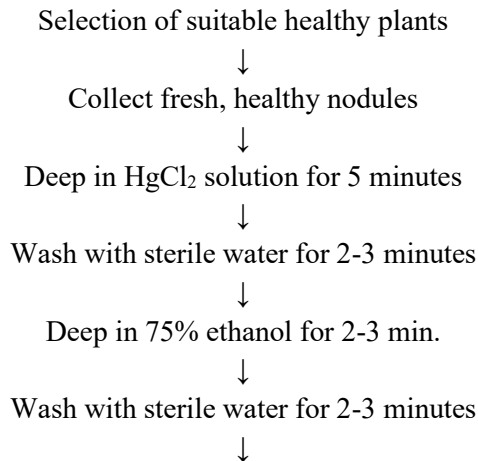 Selection of suitable healthy plants
↓
Collect fresh, healthy nodules
↓
Deep in HgCl₂ solution for 5 minutes
↓
Wash with sterile water for 2-3 minutes
↓
Deep in 75% ethanol for 2-3 min.
↓
Wash with sterile water for 2-3 minutes
↓